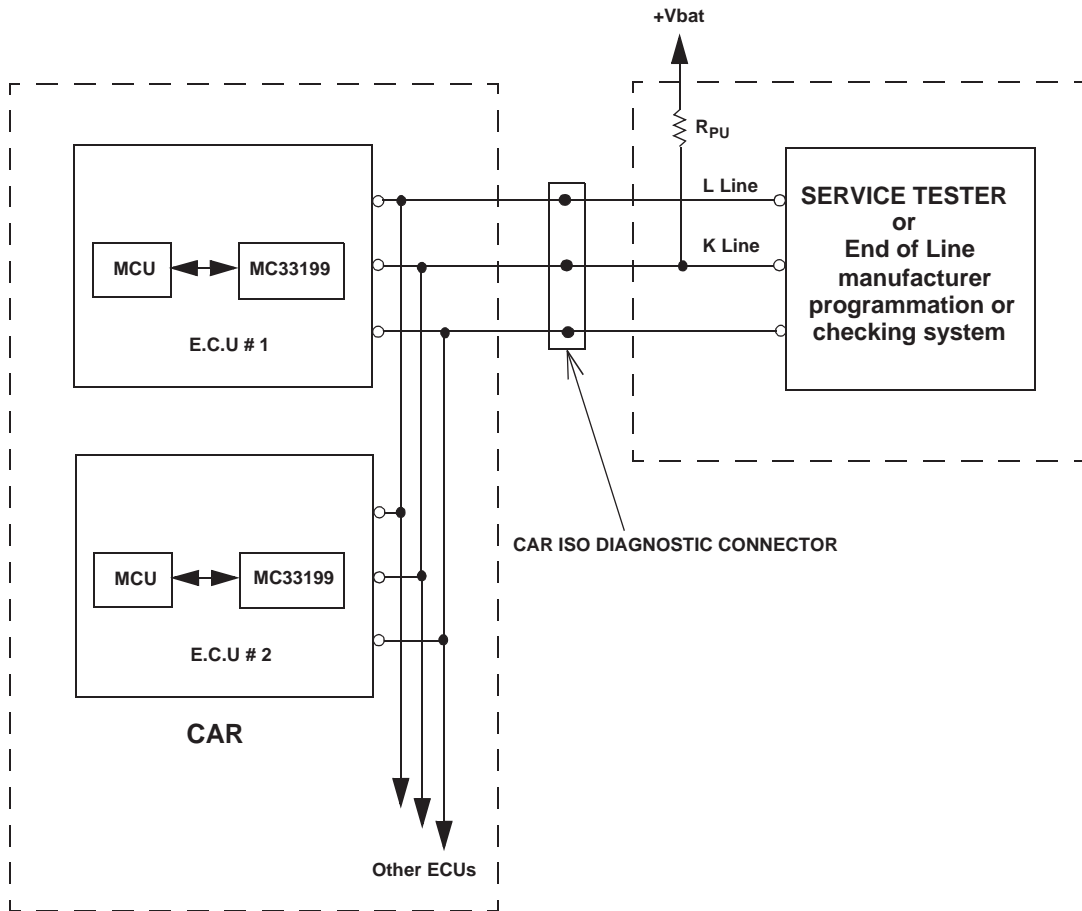 +Vbat
RPU
L Line
K Line
SERVICE TESTER
or
End of Line
manufacturer
programmation or
checking system
MCU
MC33199
E.C.U # 1
CAR ISO DIAGNOSTIC CONNECTOR
MCU
MC33199
E.C.U # 2
CAR
Other ECUs